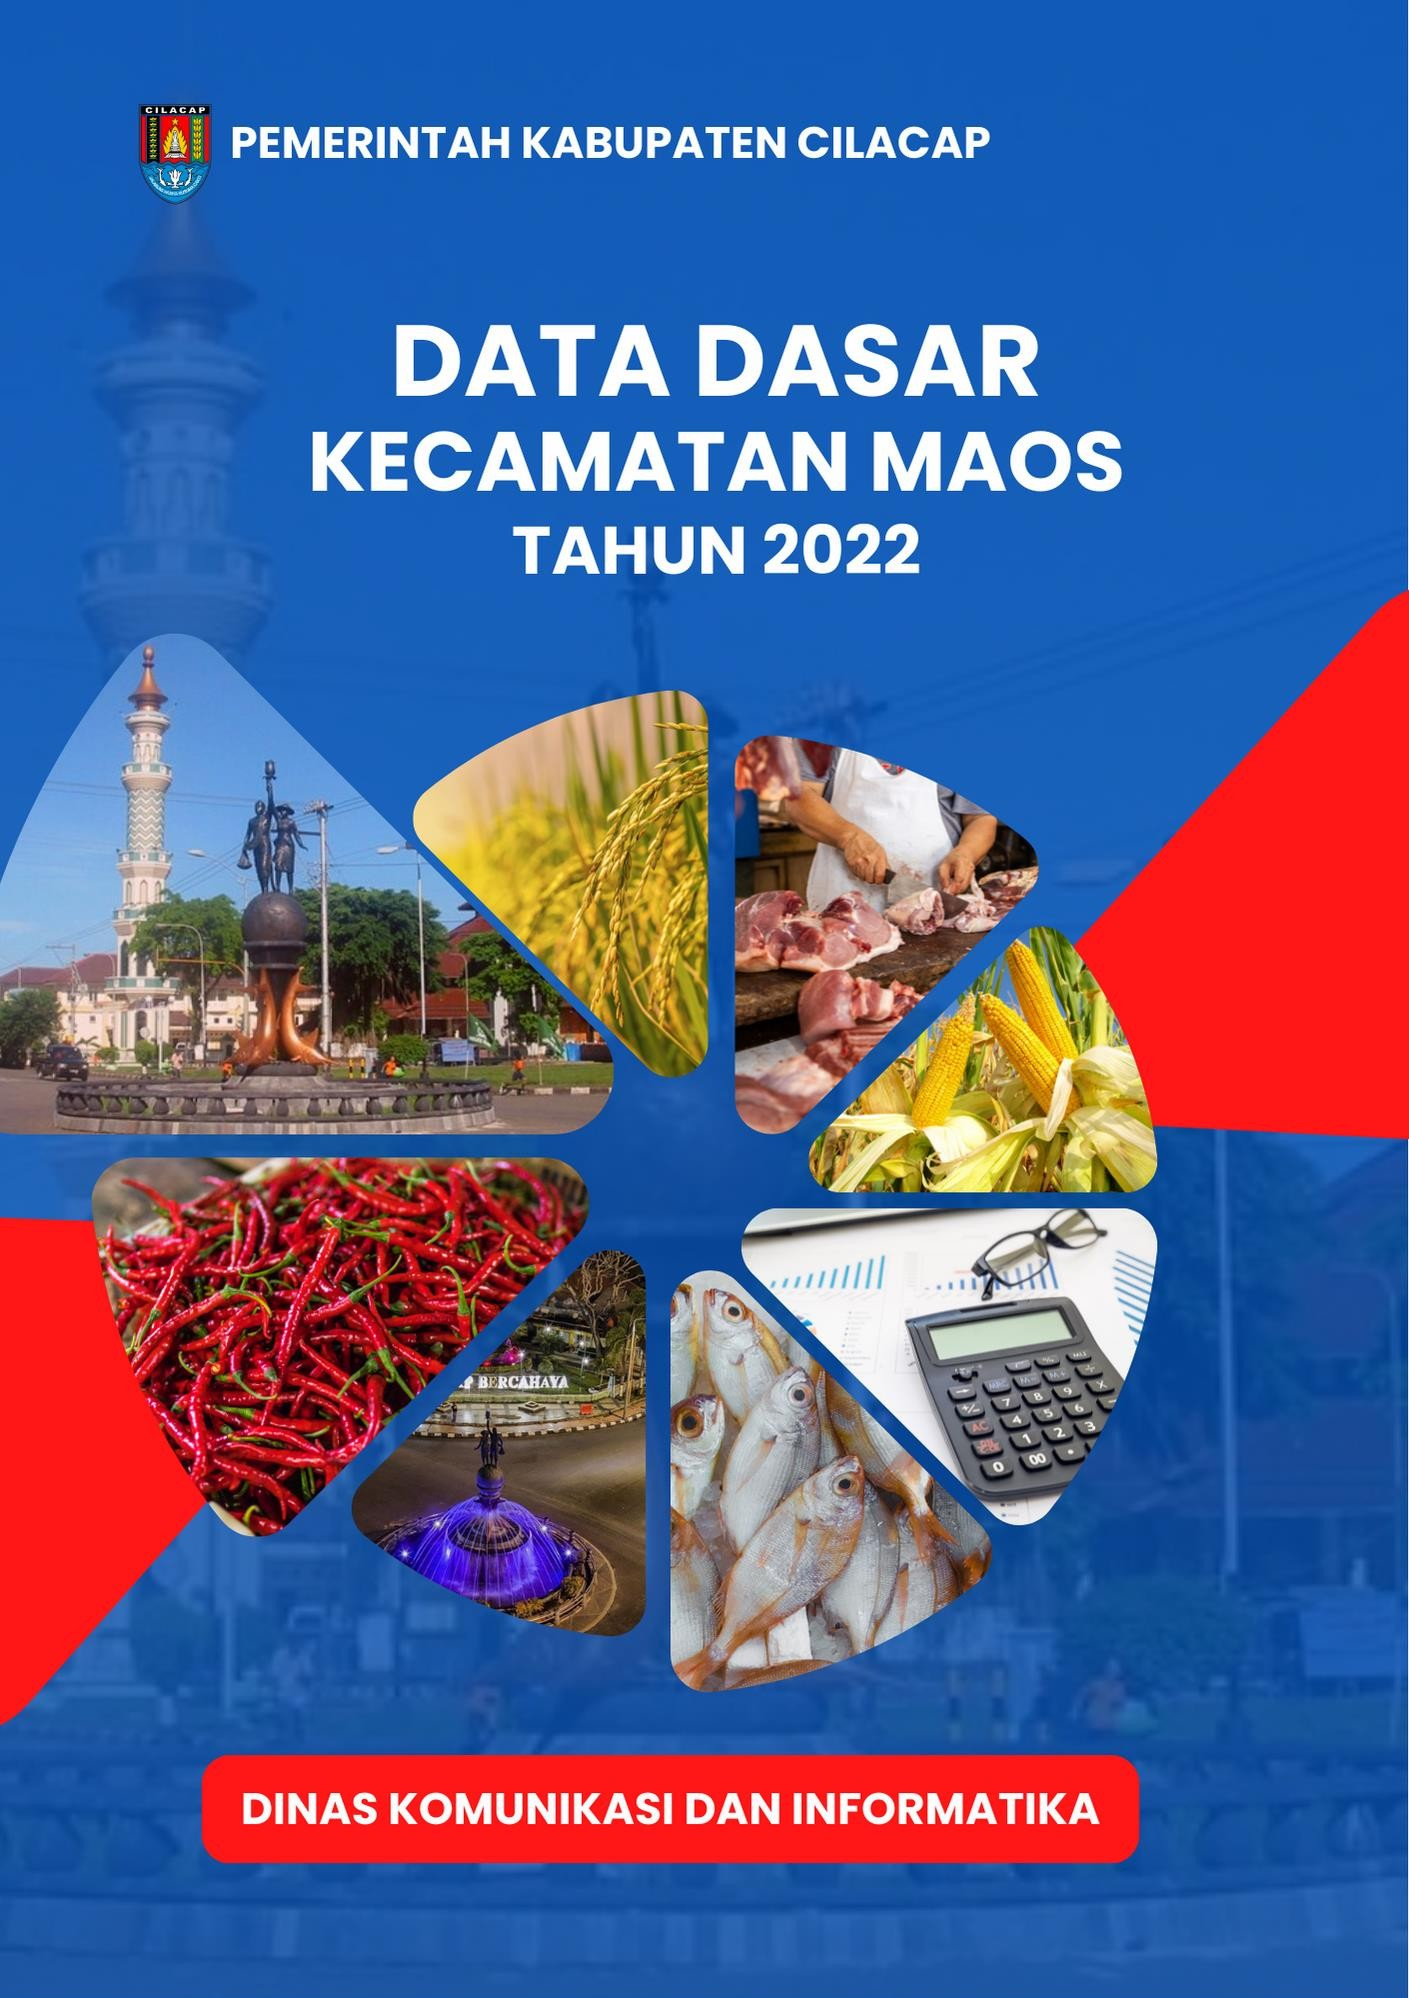 CILACAP
PEMERINTAH KABUPATEN CILACAP
DATA DASAR
KECAMATAN MAOS
TAHUN 2022
P BERCAHAYA
DINAS KOMUNIKASI DAN INFORMATIKA